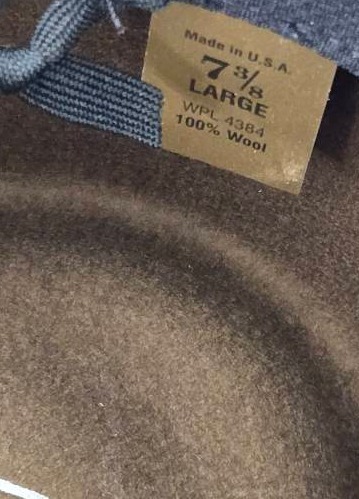 Made in U.S.A.
7 3/8
LARGE
WPL 4384
100% Wool